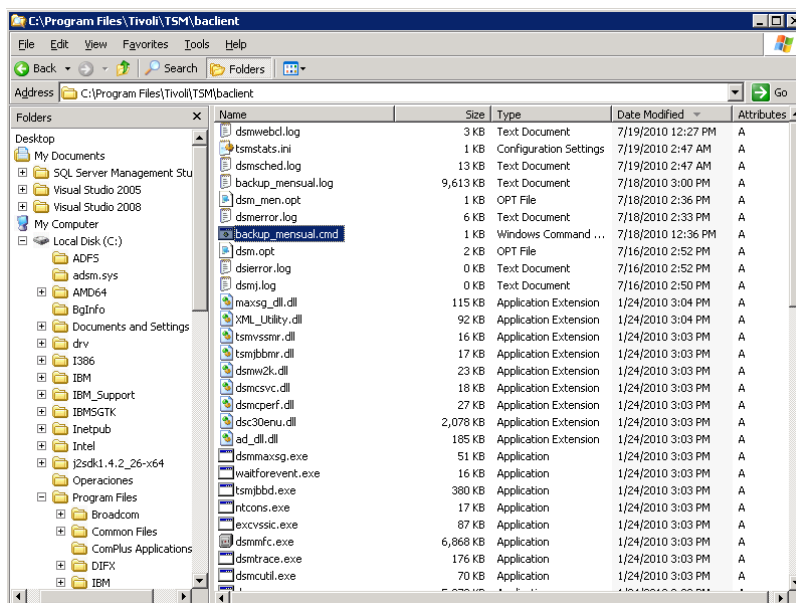 C:\Program Files\Tivoli\TSM\baclient
File Edit View Favorites Tools Help
Back Search Folders
Address C:\Program Files\Tivoli\TSM\baclient Go
Folders x
Name Size Type Date Modified Attributes
Desktop
My Documents
SQL Server Management Stu
Visual Studio 2005
Visual Studio 2008
My Computer
Local Disk (C:)
ADFS
adsm.sys
AMD64
BgInfo
Documents and Settings
drv
I386
IBM
IBM_Support
IBMSGTK
Inetpub
Intel
j2sdk1.4.2_26-x64
Operaciones
Program Files
Broadcom
Common Files
ComPlus Applications
DIFX
IBM
dsmwebcl.log 3 KB Text Document 7/19/2010 12:27 PM A
tsmstats.ini 1 KB Configuration Settings 7/19/2010 2:47 AM A
dsmsched.log 13 KB Text Document 7/19/2010 2:47 AM A
backup_mensual.log 9,613 KB Text Document 7/18/2010 3:00 PM A
dsm_men.opt 1 KB OPT File 7/18/2010 2:36 PM A
dsmerror.log 6 KB Text Document 7/18/2010 2:33 PM A
backup_mensual.cmd 1 KB Windows Command ... 7/18/2010 12:36 PM A
dsm.opt 2 KB OPT File 7/16/2010 2:52 PM A
dsierror.log 0 KB Text Document 7/16/2010 2:52 PM A
dsmj.log 0 KB Text Document 7/16/2010 2:50 PM A
maxsg_dll.dll 115 KB Application Extension 1/24/2010 3:04 PM A
XML_Utility.dll 92 KB Application Extension 1/24/2010 3:04 PM A
tsmvssmr.dll 16 KB Application Extension 1/24/2010 3:03 PM A
tsmjbbmr.dll 17 KB Application Extension 1/24/2010 3:03 PM A
dsmw2k.dll 23 KB Application Extension 1/24/2010 3:03 PM A
dsmcsvc.dll 18 KB Application Extension 1/24/2010 3:03 PM A
dsmcperf.dll 27 KB Application Extension 1/24/2010 3:03 PM A
dsc30enu.dll 2,078 KB Application Extension 1/24/2010 3:03 PM A
ad_dll.dll 185 KB Application Extension 1/24/2010 3:03 PM A
dsmmaxsg.exe 51 KB Application 1/24/2010 3:03 PM A
waitforevent.exe 16 KB Application 1/24/2010 3:03 PM A
tsmjbbd.exe 380 KB Application 1/24/2010 3:03 PM A
ntcons.exe 17 KB Application 1/24/2010 3:03 PM A
excvssic.exe 87 KB Application 1/24/2010 3:03 PM A
dsmmfc.exe 6,868 KB Application 1/24/2010 3:03 PM A
dsmtrace.exe 176 KB Application 1/24/2010 3:03 PM A
dsmcutil.exe 70 KB Application 1/24/2010 3:03 PM A